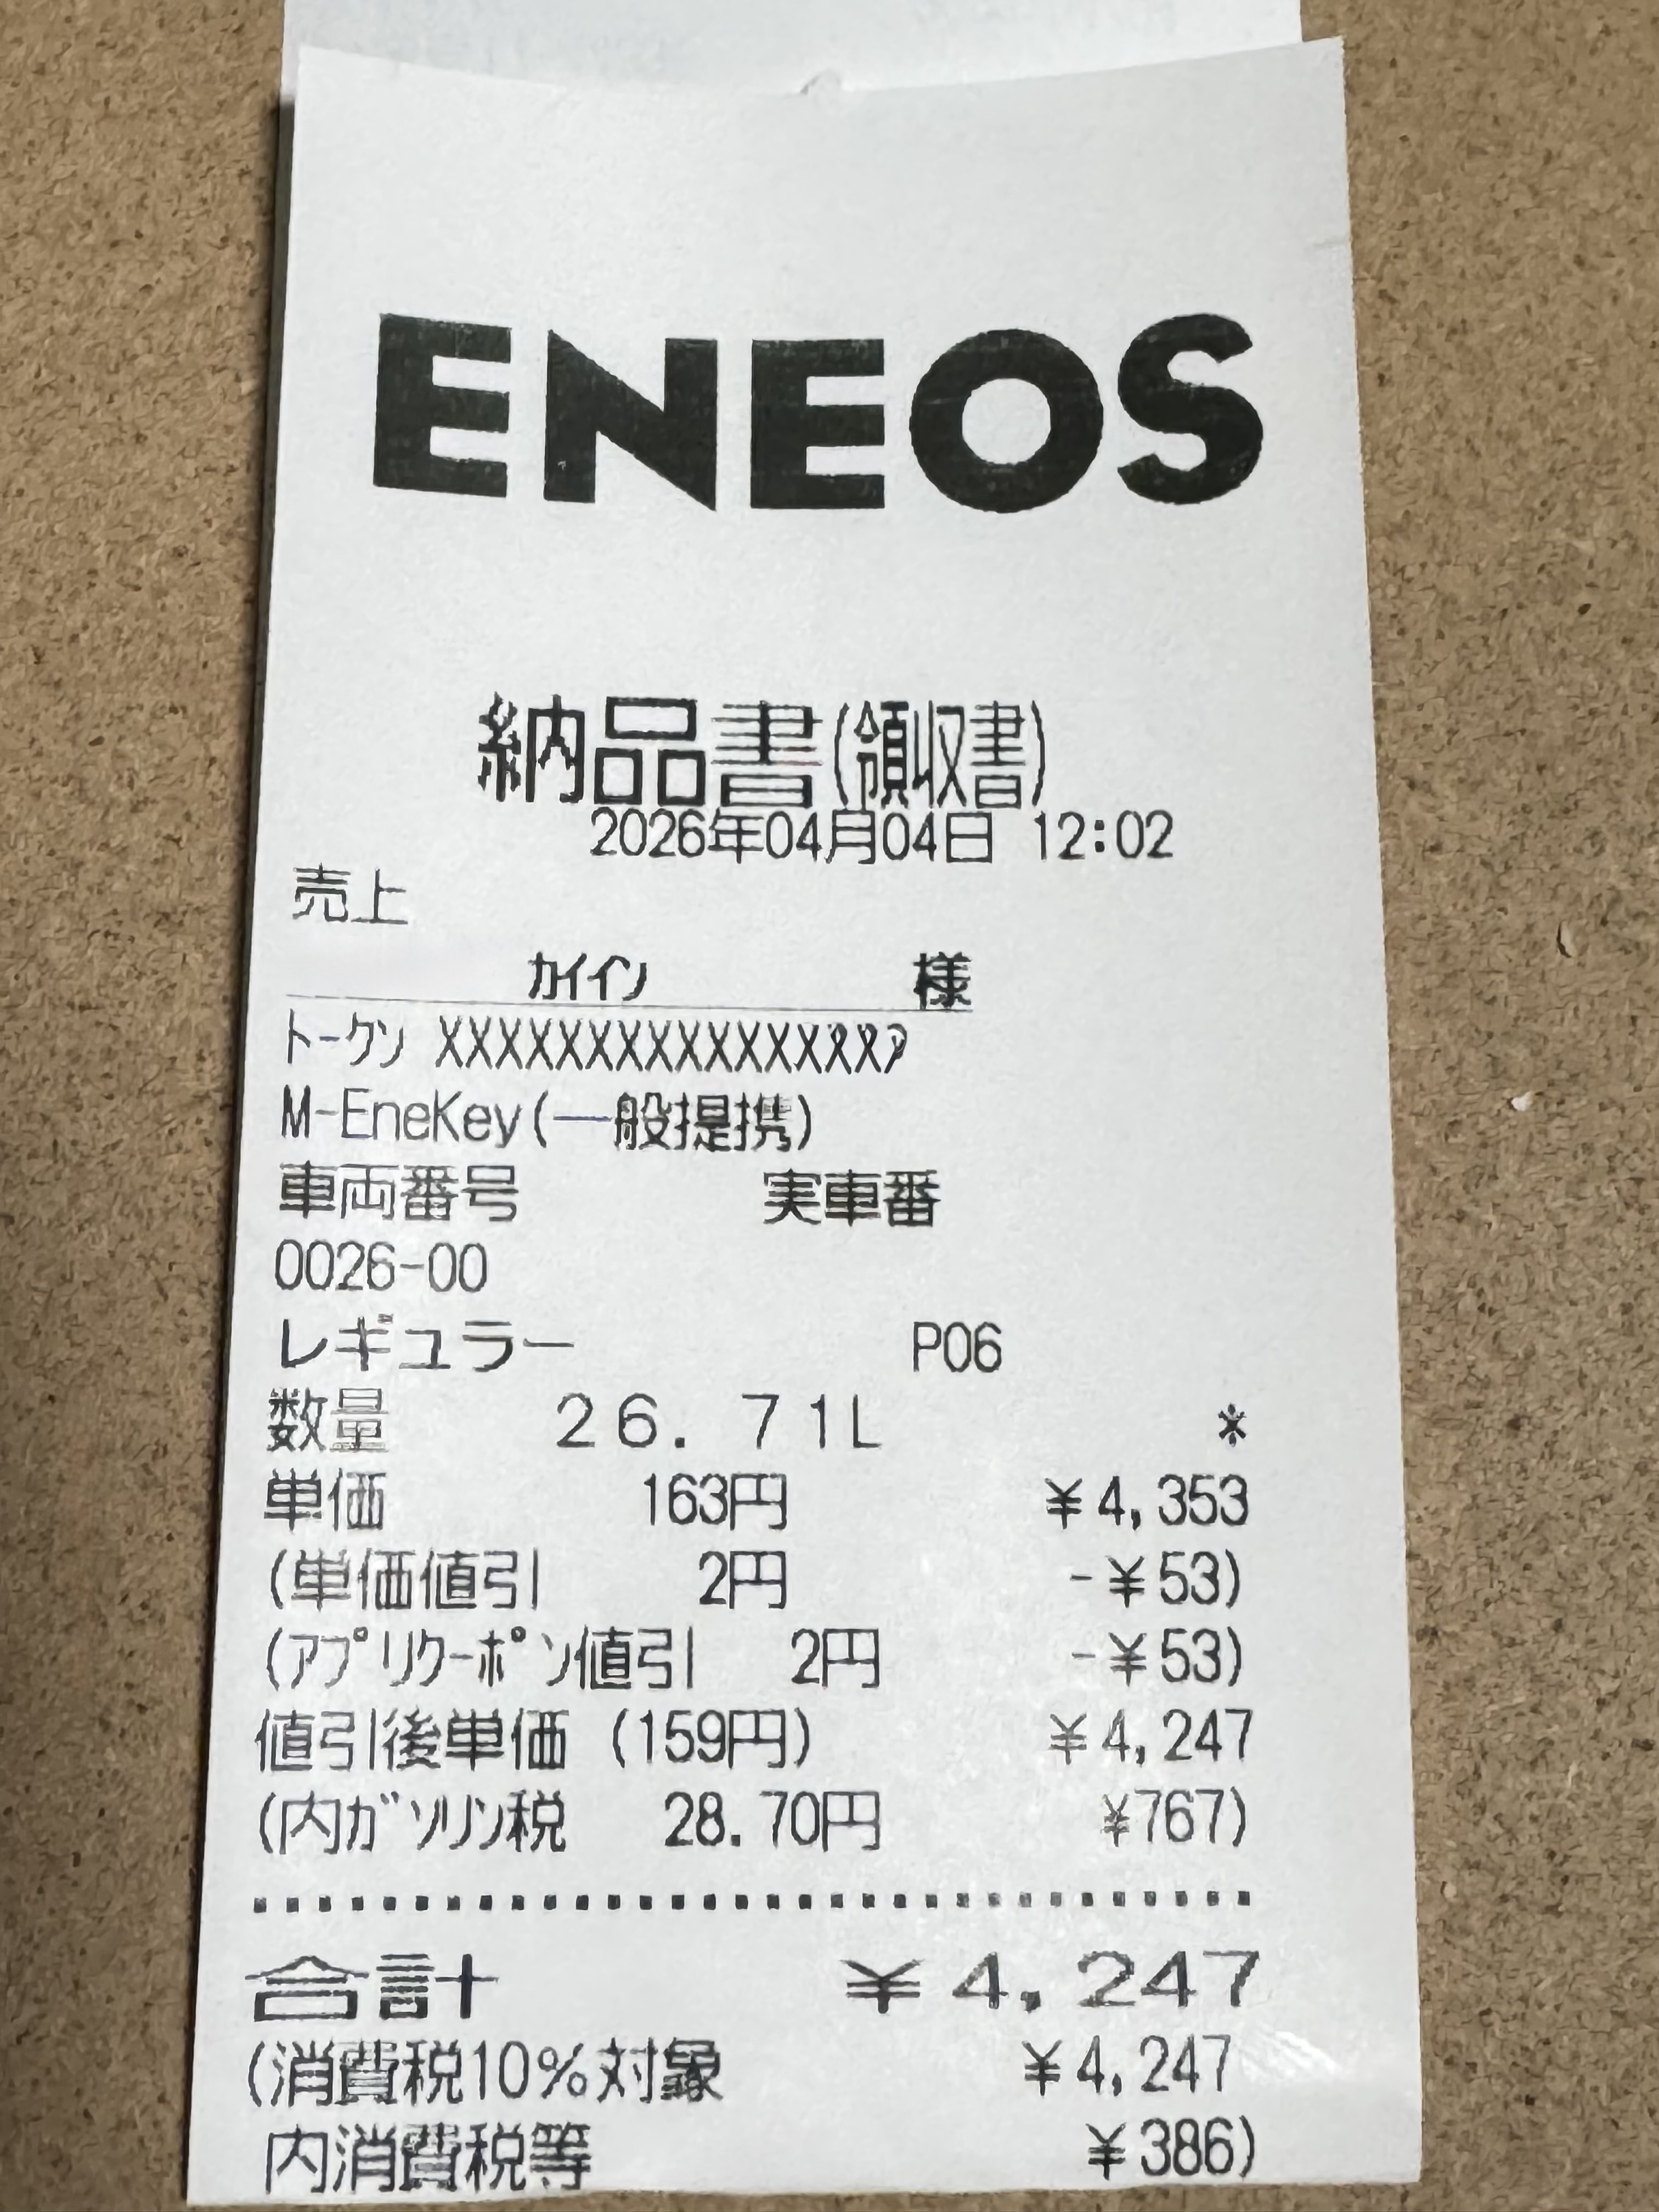 ENEOS
納品書(領収書)
2026年04月04日 12:02
売上
カイイン 様
トークン XXXXXXXXXXXXXXX
M-EneKey(一般提携)
車両番号 実車番
0026-00
レギュラー P06
数量 26.71L *
単価 163円 ¥4,353
(単価値引 2円 -¥53)
(アプリクーポン値引 2円 -¥53)
値引後単価 (159円) ¥4,247
(内ガソリン税 28.70円 ¥767)
合計 ¥4,247
(消費税10%対象 ¥4,247
内消費税等 ¥386)